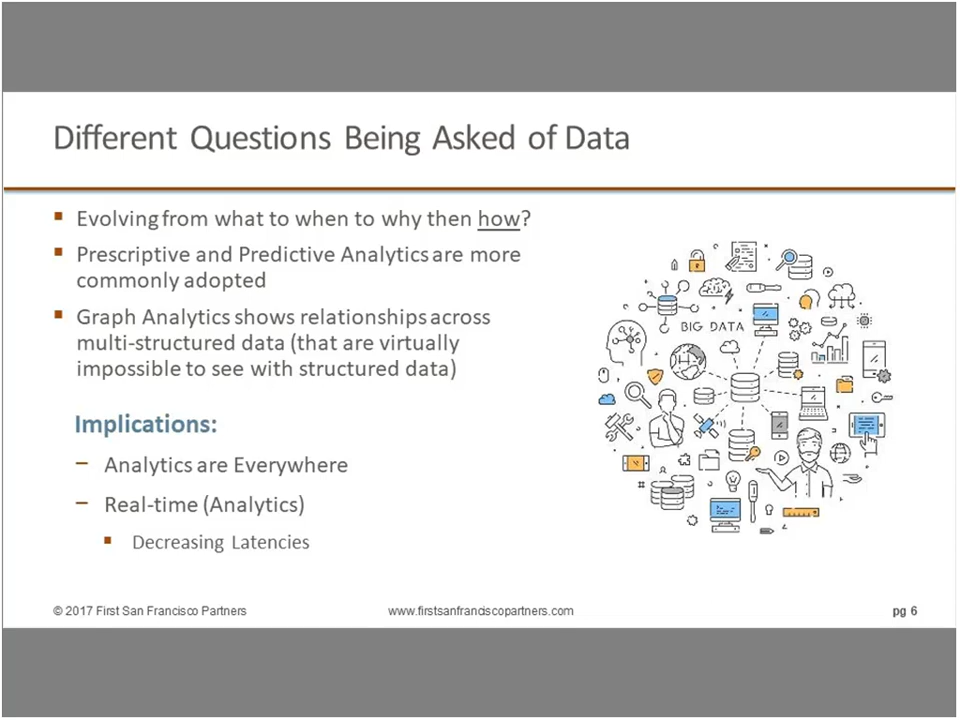 Different Questions Being Asked of Data
Evolving from what to when to why then how?
Prescriptive and Predictive Analytics are more
commonly adopted
Graph Analytics shows relationships across
multi-structured data (that are virtually
impossible to see with structured data)
BIG DATA
Implications:
Analytics are Everywhere
Real-time (Analytics)
Decreasing Latencies
© 2017 First San Francisco Partners
www.firstsanfranciscopartners.com
pg 6